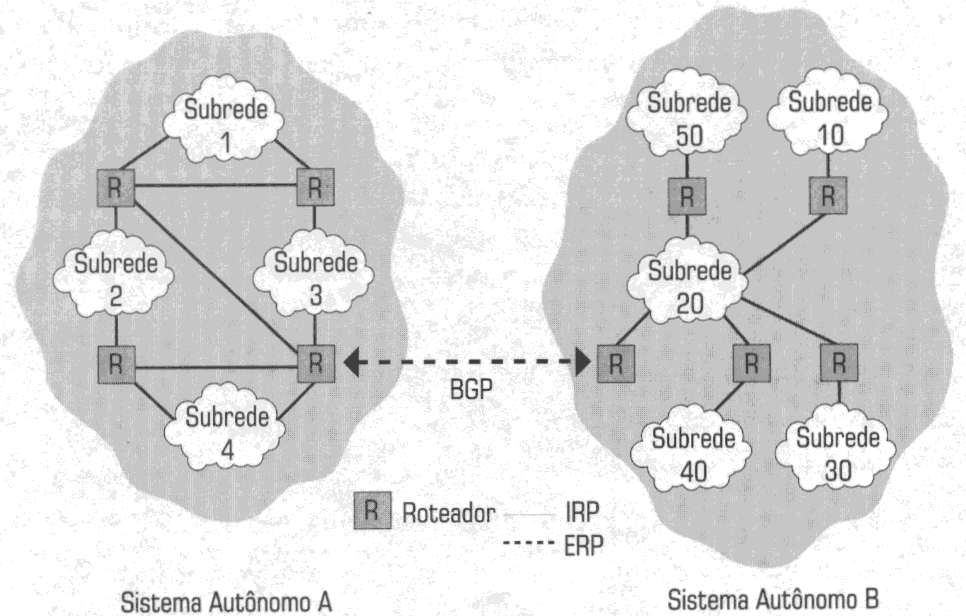 Subrede
1
R
R
Subrede
2
Subrede
3
R
R
Subrede
4
BGP
Subrede
50
Subrede
10
R
R
Subrede
20
R
R
R
Subrede
40
Subrede
30
R Roteador
IRP
ERP
Sistema Autônomo A
Sistema Autônomo B